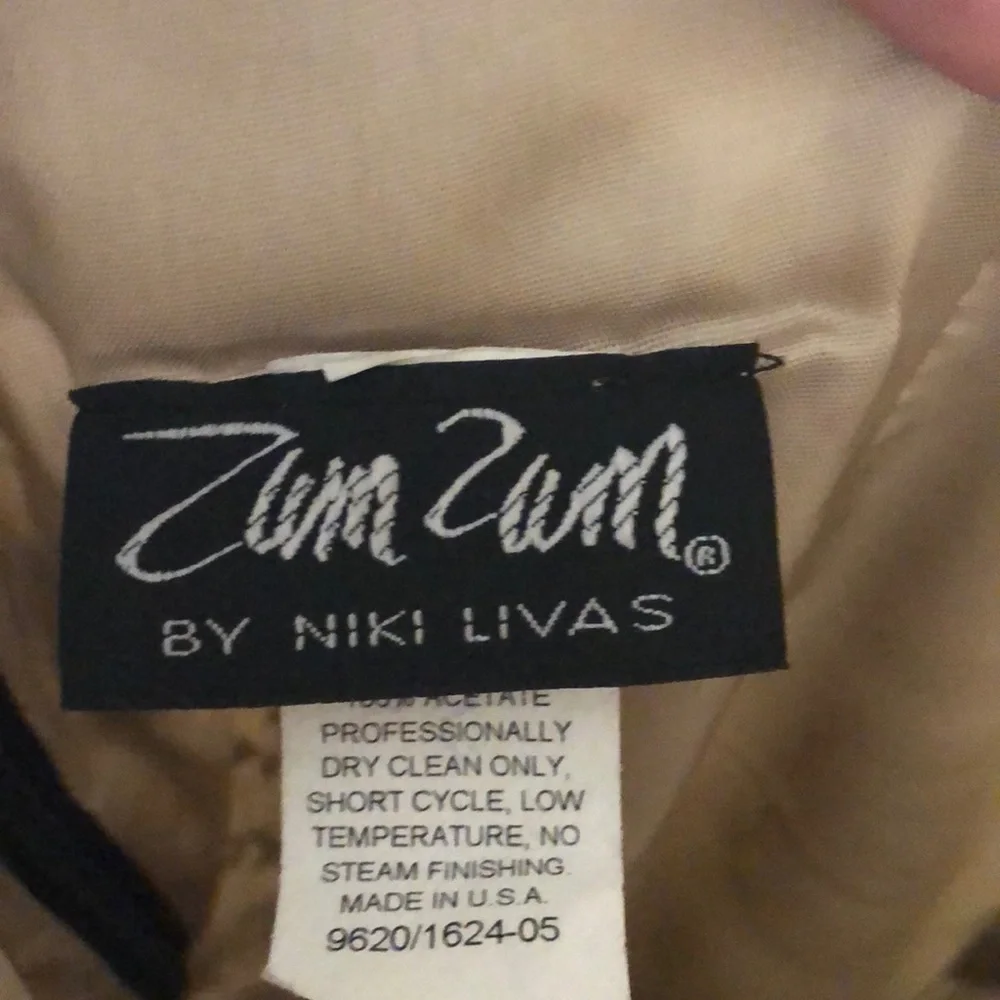 Zum Zum®
BY NIKI LIVAS
100% ACETATE
PROFESSIONALLY
DRY CLEAN ONLY,
SHORT CYCLE, LOW
TEMPERATURE, NO
STEAM FINISHING.
MADE IN U.S.A.
9620/1624-05